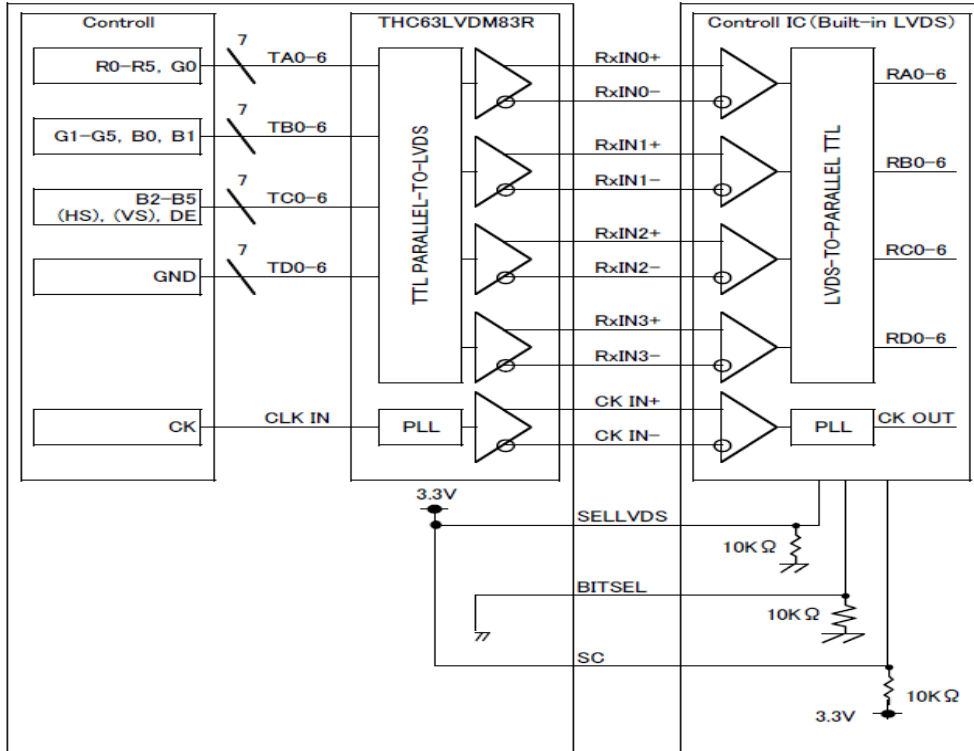 Controll
THC63LVDM83R
Controll IC(Built-in LVDS)
R0-R5, G0
7
TA0-6
RxIN0+
RxIN0-
RA0-6
G1-G5, B0, B1
7
TB0-6
RxIN1+
RxIN1-
RB0-6
B2-B5
(HS), (VS), DE
7
TC0-6
RxIN2+
RxIN2-
RC0-6
GND
7
TD0-6
RxIN3+
RxIN3-
RD0-6
TTL PARALLEL-TO-LVDS
LVDS-TO-PARALLEL TTL
CK
CLK IN
PLL
CK IN+
CK IN-
PLL
CK OUT
3.3V
SELLVDS
10KΩ
BITSEL
10KΩ
SC
10KΩ
3.3V